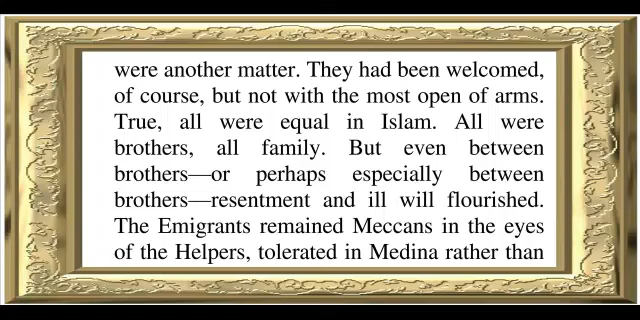 were another matter. They had been welcomed,
of course, but not with the most open of arms.
True, all were equal in Islam. All were
brothers, all family. But even between
brothers—or perhaps especially between
brothers—resentment and ill will flourished.
The Emigrants remained Meccans in the eyes
of the Helpers, tolerated in Medina rather than